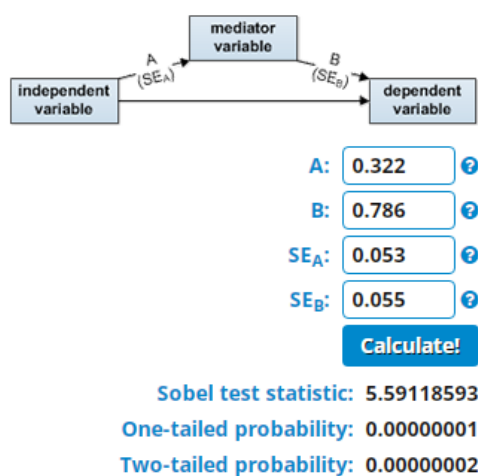 mediator
variable
A
(SEA)
B
(SEB)
independent
variable
dependent
variable
A: 0.322 ?
B: 0.786 ?
SEA: 0.053 ?
SEB: 0.055 ?
Calculate!
Sobel test statistic: 5.59118593
One-tailed probability: 0.00000001
Two-tailed probability: 0.00000002